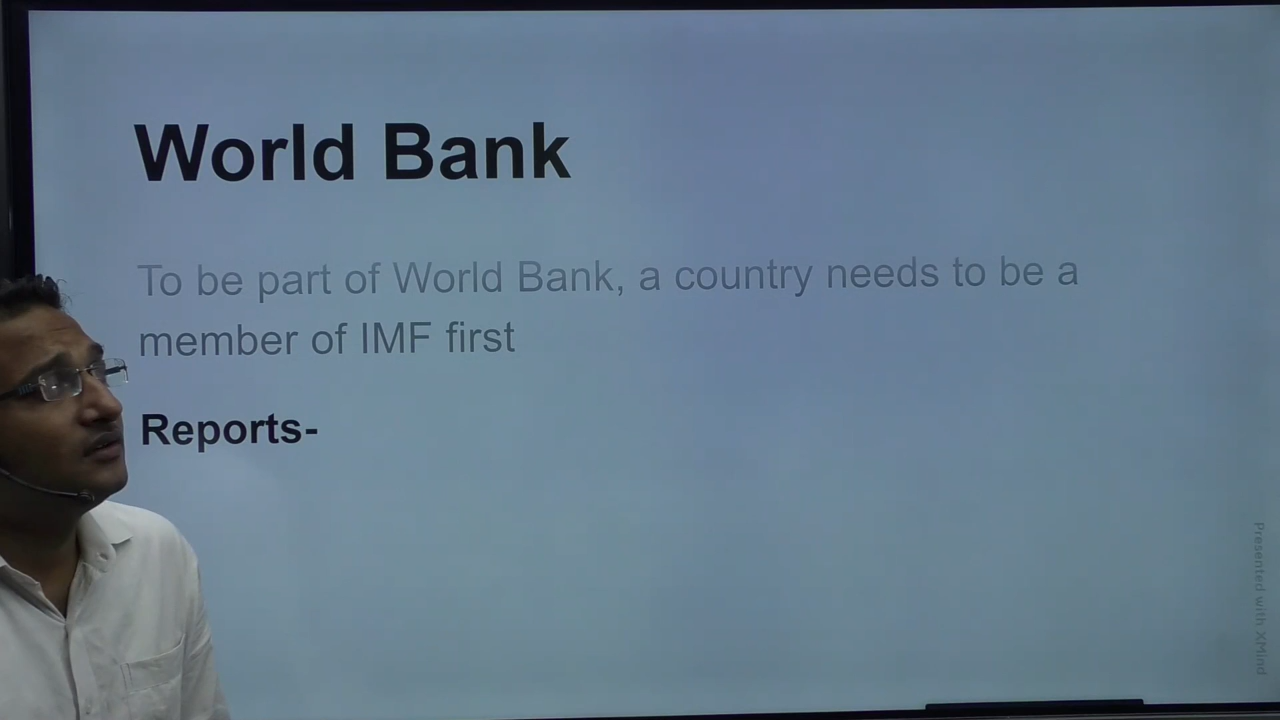 World Bank
To be part of World Bank, a country needs to be a
member of IMF first
Reports-
Presented with XMind